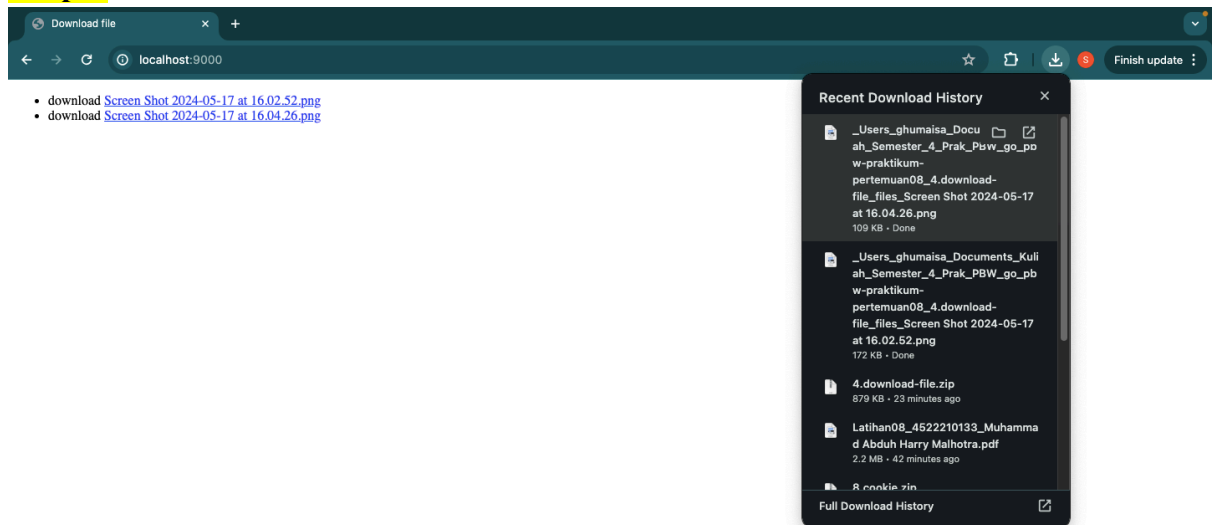 Download file
localhost:9000
S
Finish update
download Screen Shot 2024-05-17 at 16.02.52.png
download Screen Shot 2024-05-17 at 16.04.26.png
Recent Download History
_Users_ghumaisa_Docu
ah_Semester_4_Prak_PBW_go_pb
w-praktikum-
pertemuan08_4.download-
file_files_Screen Shot 2024-05-17
at 16.04.26.png
109 KB • Done
_Users_ghumaisa_Documents_Kuli
ah_Semester_4_Prak_PBW_go_pb
w-praktikum-
pertemuan08_4.download-
file_files_Screen Shot 2024-05-17
at 16.02.52.png
172 KB • Done
4.download-file.zip
879 KB • 23 minutes ago
Latihan08_4522210133_Muhamma
d Abduh Harry Malhotra.pdf
2.2 MB • 42 minutes ago
8.cookie.zip
Full Download History